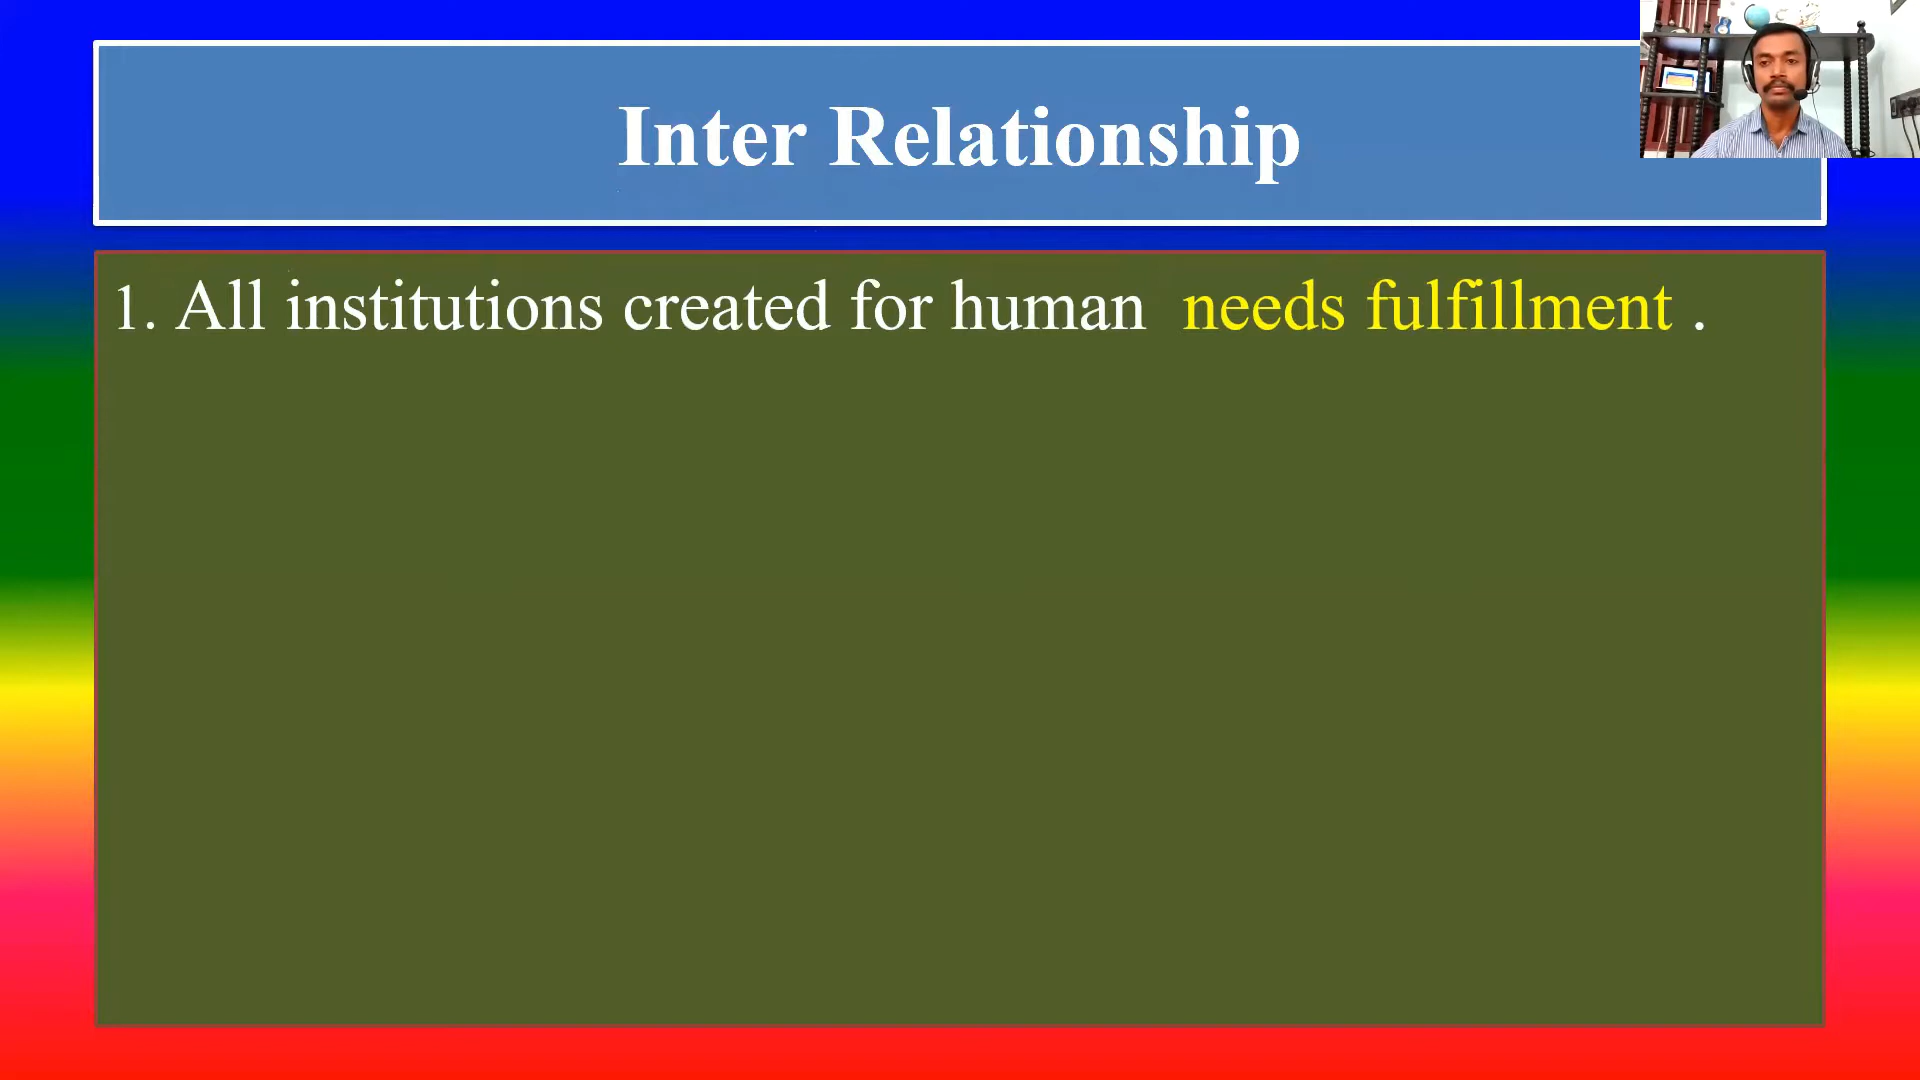 Inter Relationship
1. All institutions created for human needs fulfillment .